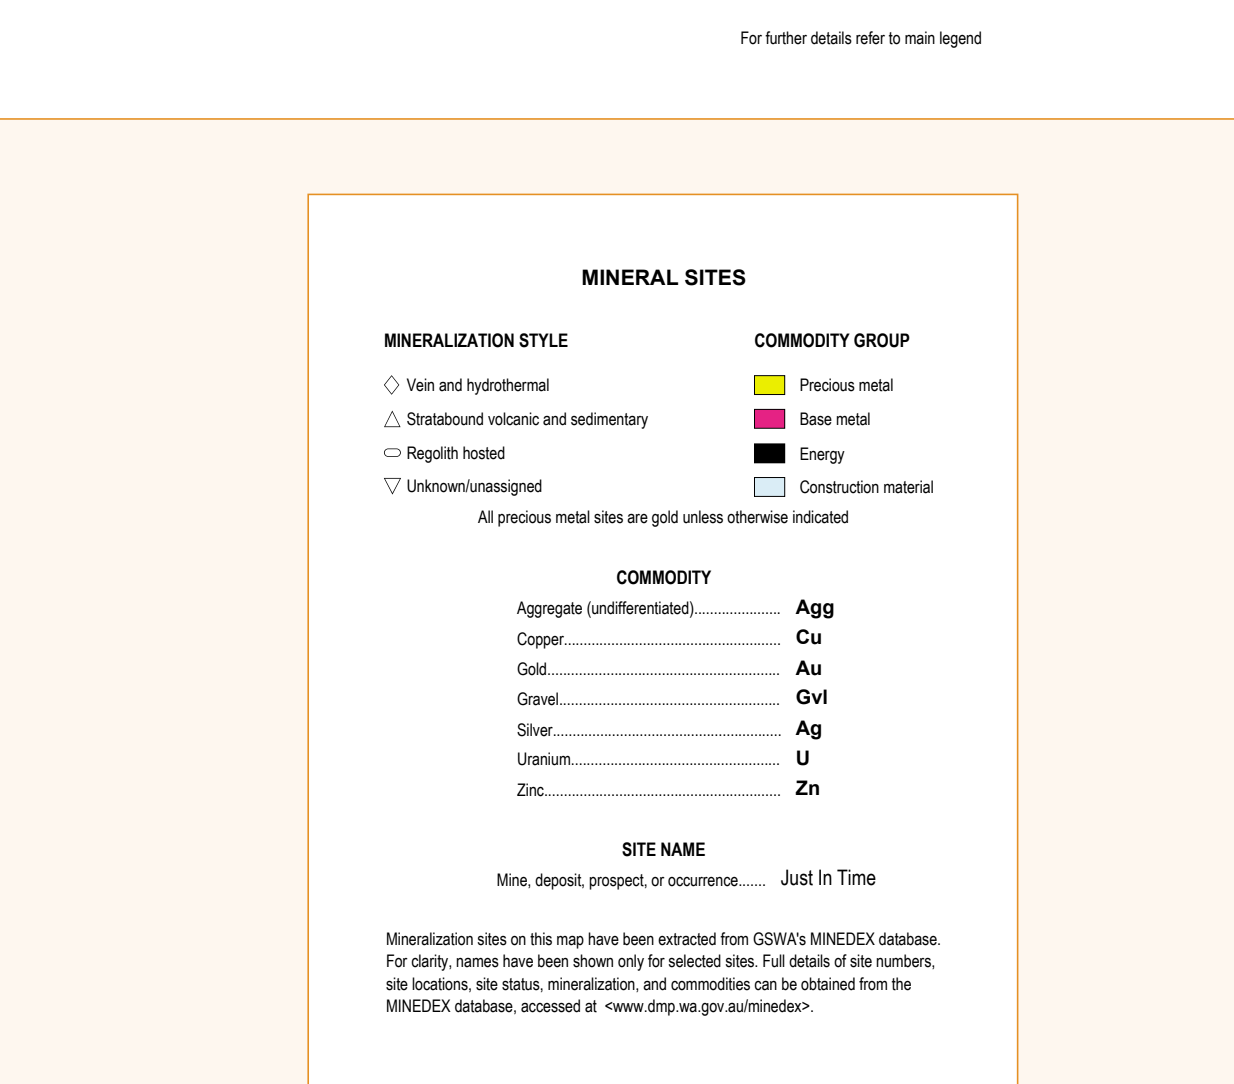 For further details refer to main legend
MINERAL SITES
MINERALIZATION STYLE
Vein and hydrothermal
Stratabound volcanic and sedimentary
Regolith hosted
Unknown/unassigned
COMMODITY GROUP
Precious metal
Base metal
Energy
Construction material
All precious metal sites are gold unless otherwise indicated
COMMODITY
Aggregate (undifferentiated)...................... Agg
Copper....................................................... Cu
Gold........................................................... Au
Gravel........................................................ Gvl
Silver.......................................................... Ag
Uranium..................................................... U
Zinc............................................................ Zn
SITE NAME
Mine, deposit, prospect, or occurrence....... Just In Time
Mineralization sites on this map have been extracted from GSWA's MINEDEX database.
For clarity, names have been shown only for selected sites. Full details of site numbers,
site locations, site status, mineralization, and commodities can be obtained from the
MINEDEX database, accessed at <www.dmp.wa.gov.au/minedex>.